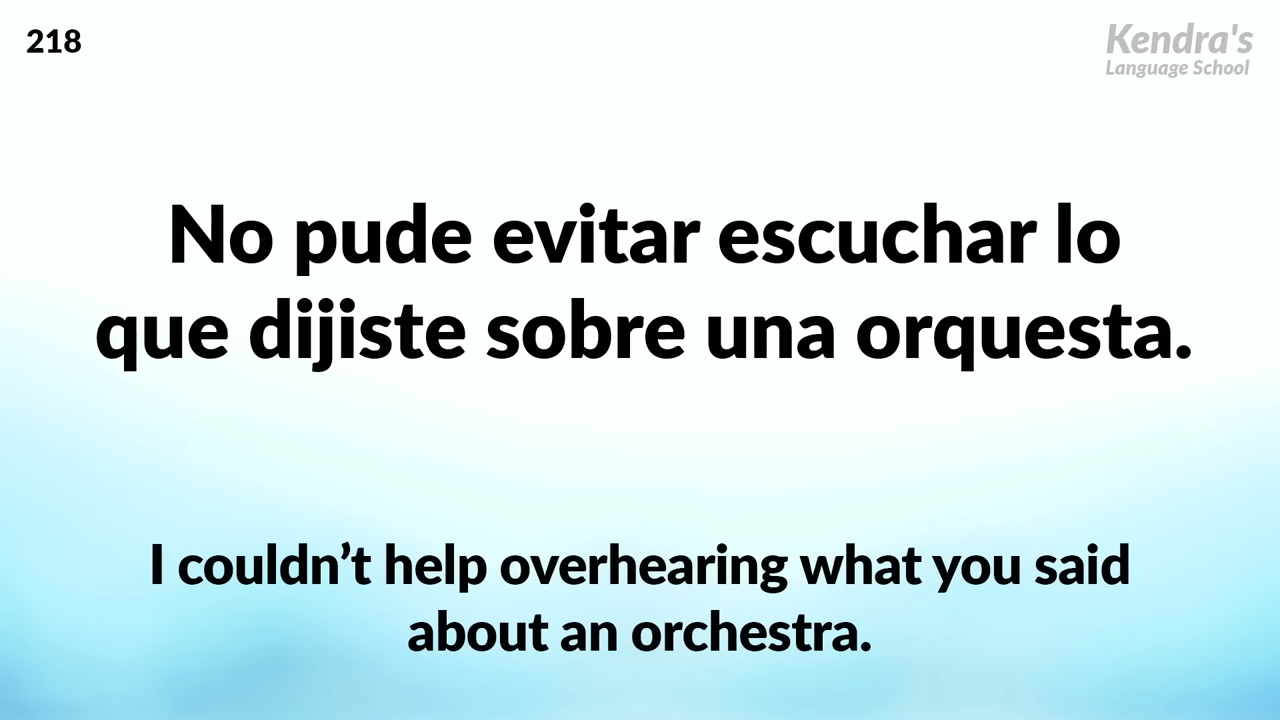 218
Kendra's
Language School
No pude evitar escuchar lo
que dijiste sobre una orquesta.
I couldn’t help overhearing what you said
about an orchestra.